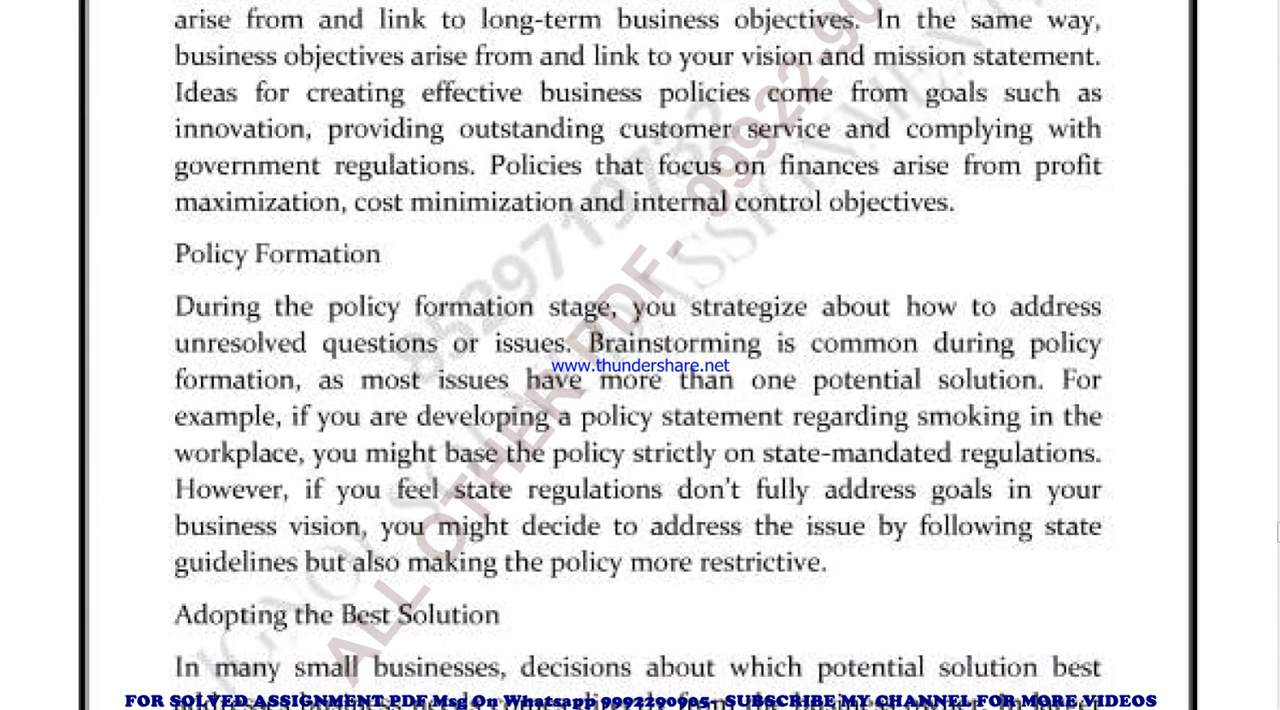 arise from and link to long-term business objectives. In the same way,
business objectives arise from and link to your vision and mission statement.
Ideas for creating effective business policies come from goals such as
innovation, providing outstanding customer service and complying with
government regulations. Policies that focus on finances arise from profit
maximization, cost minimization and internal control objectives.
Policy Formation
During the policy formation stage, you strategize about how to address
unresolved questions or issues. Brainstorming is common during policy
www.thundershare.net
formation, as most issues have more than one potential solution. For
example, if you are developing a policy statement regarding smoking in the
workplace, you might base the policy strictly on state-mandated regulations.
However, if you feel state regulations don't fully address goals in your
business vision, you might decide to address the issue by following state
guidelines but also making the policy more restrictive.
Adopting the Best Solution
In many small businesses, decisions about which potential solution best
FOR SOLVED ASSIGNMENT PDF Msg On Whatsapp 9992290905- SUBSCRIBE MY CHANNEL FOR MORE VIDEOS
ALL OTHER PDF- 99922-90
8529719732